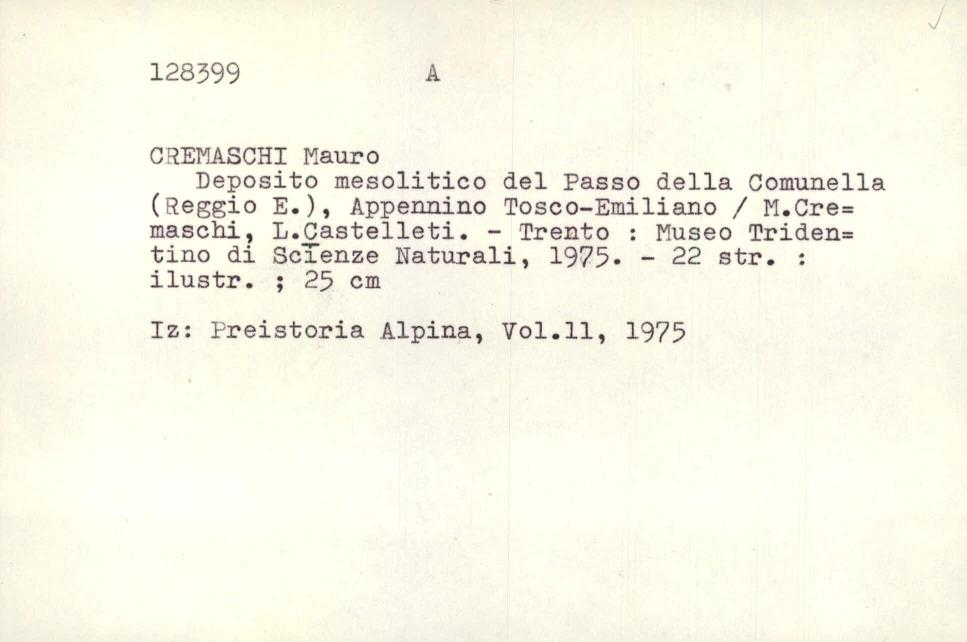 128399 A
CREMASCHI Mauro
Deposito mesolitico del Passo della Comunella
(Reggio E.), Appennino Tosco-Emiliano / M.Cre=
maschi, L.Castelleti. - Trento : Museo Triden=
tino di Scienze Naturali, 1975. - 22 str. :
ilustr. ; 25 cm
Iz: Preistoria Alpina, Vol.11, 1975